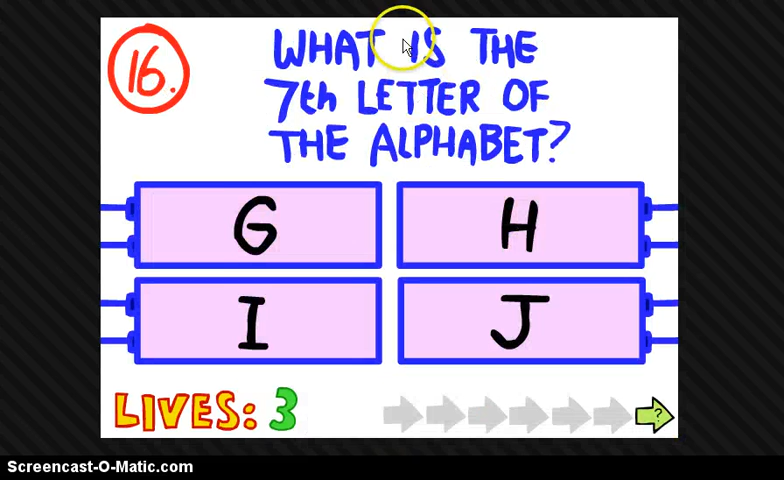 16.
WHAT IS THE
7th LETTER OF
THE ALPHABET?
G
H
I
J
LIVES: 3
?
Screencast-O-Matic.com